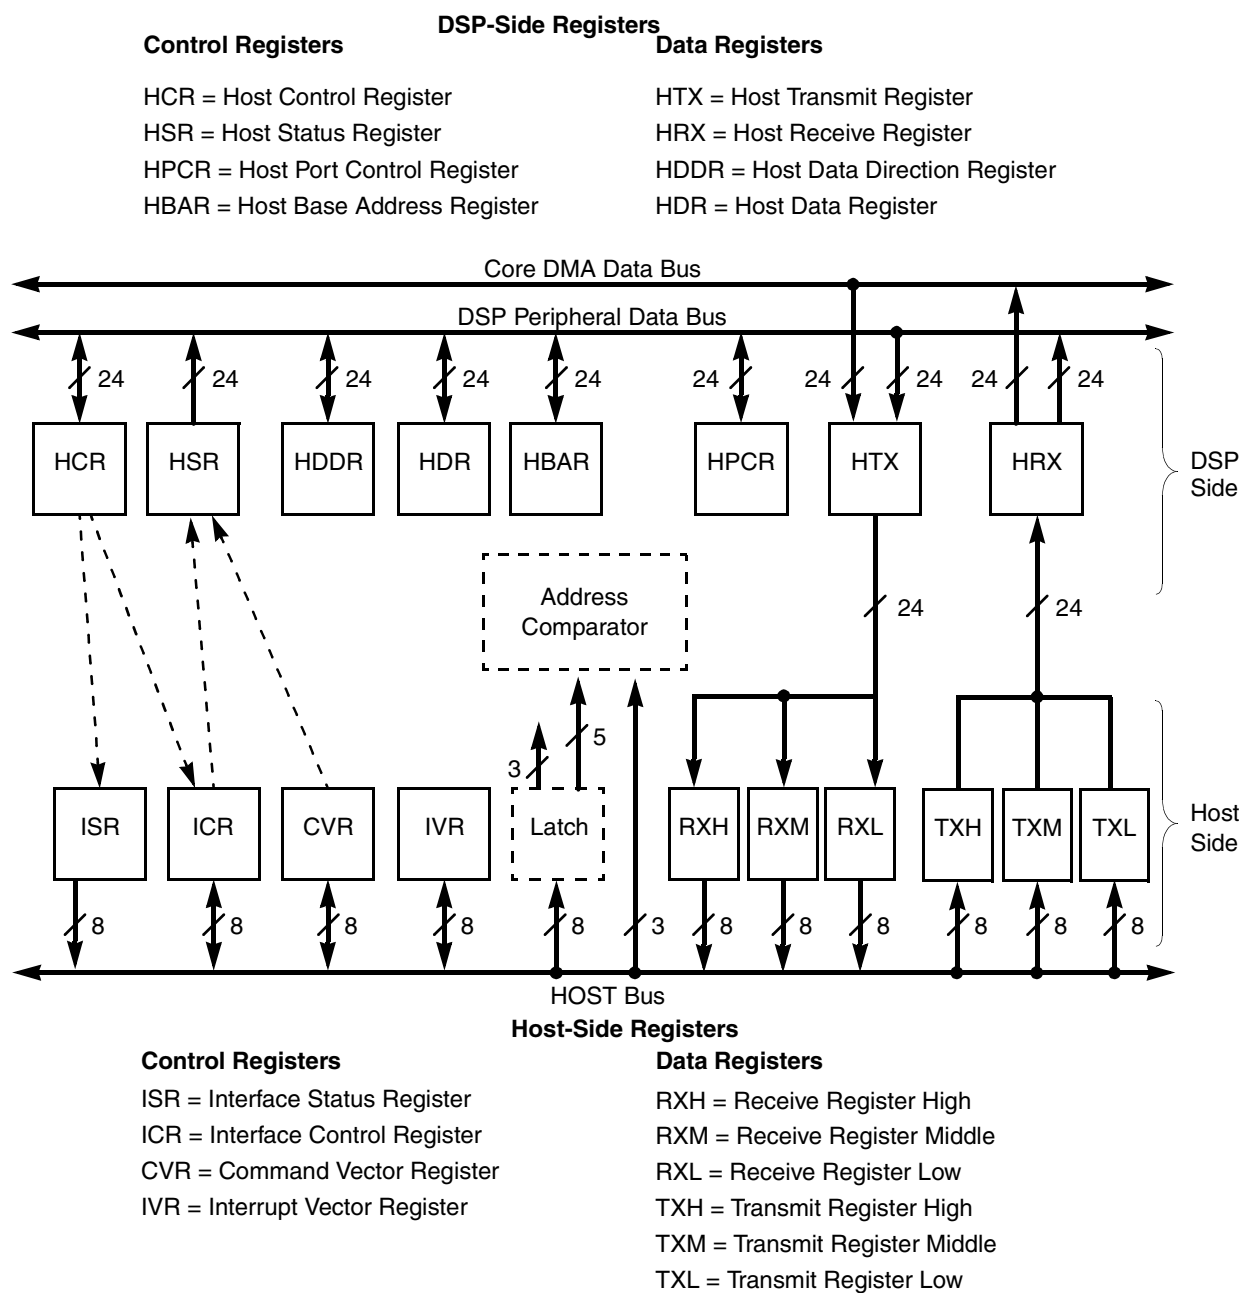 DSP-Side Registers
Control Registers
Data Registers
HCR = Host Control Register
HTX = Host Transmit Register
HSR = Host Status Register
HRX = Host Receive Register
HPCR = Host Port Control Register
HDDR = Host Data Direction Register
HBAR = Host Base Address Register
HDR = Host Data Register
Core DMA Data Bus
DSP Peripheral Data Bus
24 24 24 24 24 24 24 24 24 24
HCR HSR HDDR HDR HBAR HPCR HTX HRX
DSP
Side
Address
Comparator
24 24
5
3
ISR ICR CVR IVR Latch RXH RXM RXL TXH TXM TXL
Host
Side
8 8 8 8 8 3 8 8 8 8 8 8
HOST Bus
Host-Side Registers
Control Registers
Data Registers
ISR = Interface Status Register
RXH = Receive Register High
ICR = Interface Control Register
RXM = Receive Register Middle
CVR = Command Vector Register
RXL = Receive Register Low
IVR = Interrupt Vector Register
TXH = Transmit Register High
TXM = Transmit Register Middle
TXL = Transmit Register Low